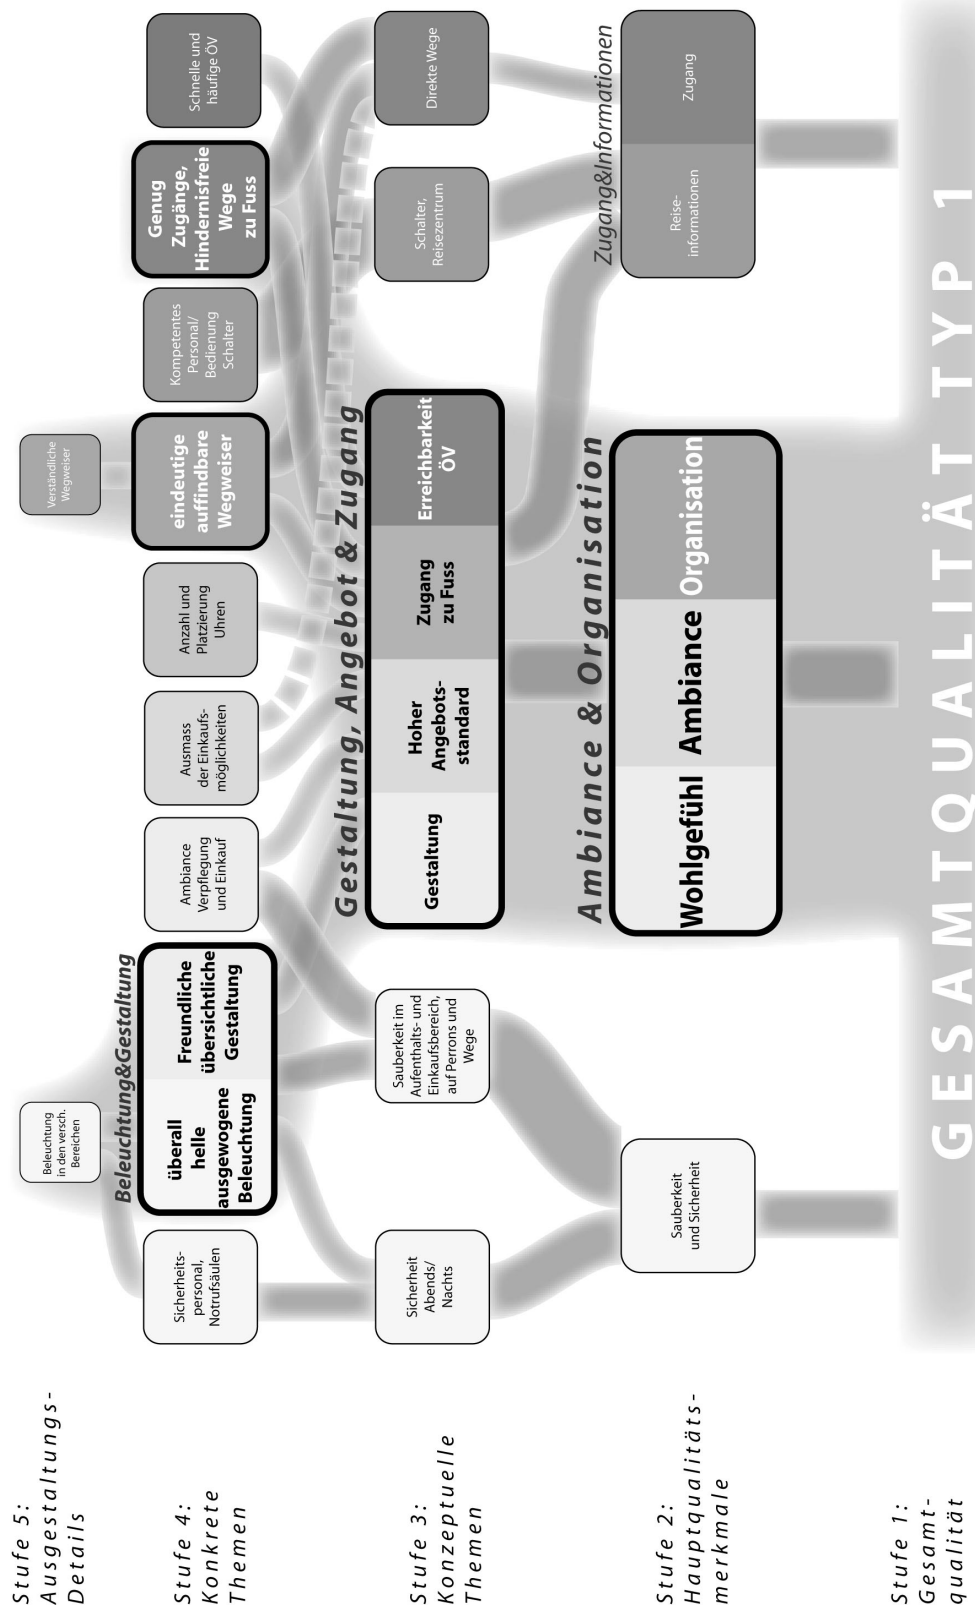 Stufe 5:
Ausgestaltungs-
Details
Beleuchtung
in den versch.
Bereichen
Verständliche
Wegweiser
Stufe 4:
Konkrete
Themen
Sicherheits-
personal,
Notrufsäulen
Beleuchtung&Gestaltung
überall
helle
ausgewogene
Beleuchtung
Freundliche
übersichtliche
Gestaltung
Ambiance
Verpflegung
und Einkauf
Ausmass
der Einkaufs-
möglichkeiten
Anzahl und
Platzierung
Uhren
eindeutige
auffindbare
Wegweiser
Kompetentes
Personal/
Bedienung
Schalter
Genug
Zugänge,
Hindernisfreie
Wege
zu Fuss
Schnelle und
häufige ÖV
Stufe 3:
Konzeptuelle
Themen
Sicherheit
Abends/
Nachts
Sauberkeit im
Aufenthalts- und
Einkaufsbereich,
auf Perrons und
Wege
Gestaltung, Angebot & Zugang
Gestaltung
Hoher
Angebots-
standard
Zugang
zu Fuss
Erreichbarkeit
ÖV
Schalter,
Reisezentrum
Direkte Wege
Stufe 2:
Hauptqualitäts-
merkmale
Sauberkeit
und Sicherheit
Ambiance & Organisation
Wohlgefühl
Ambiance
Organisation
Zugang&Informationen
Reise-
informationen
Zugang
Stufe 1:
Gesamt-
qualität
GESAMTQUALITÄT TYP 1